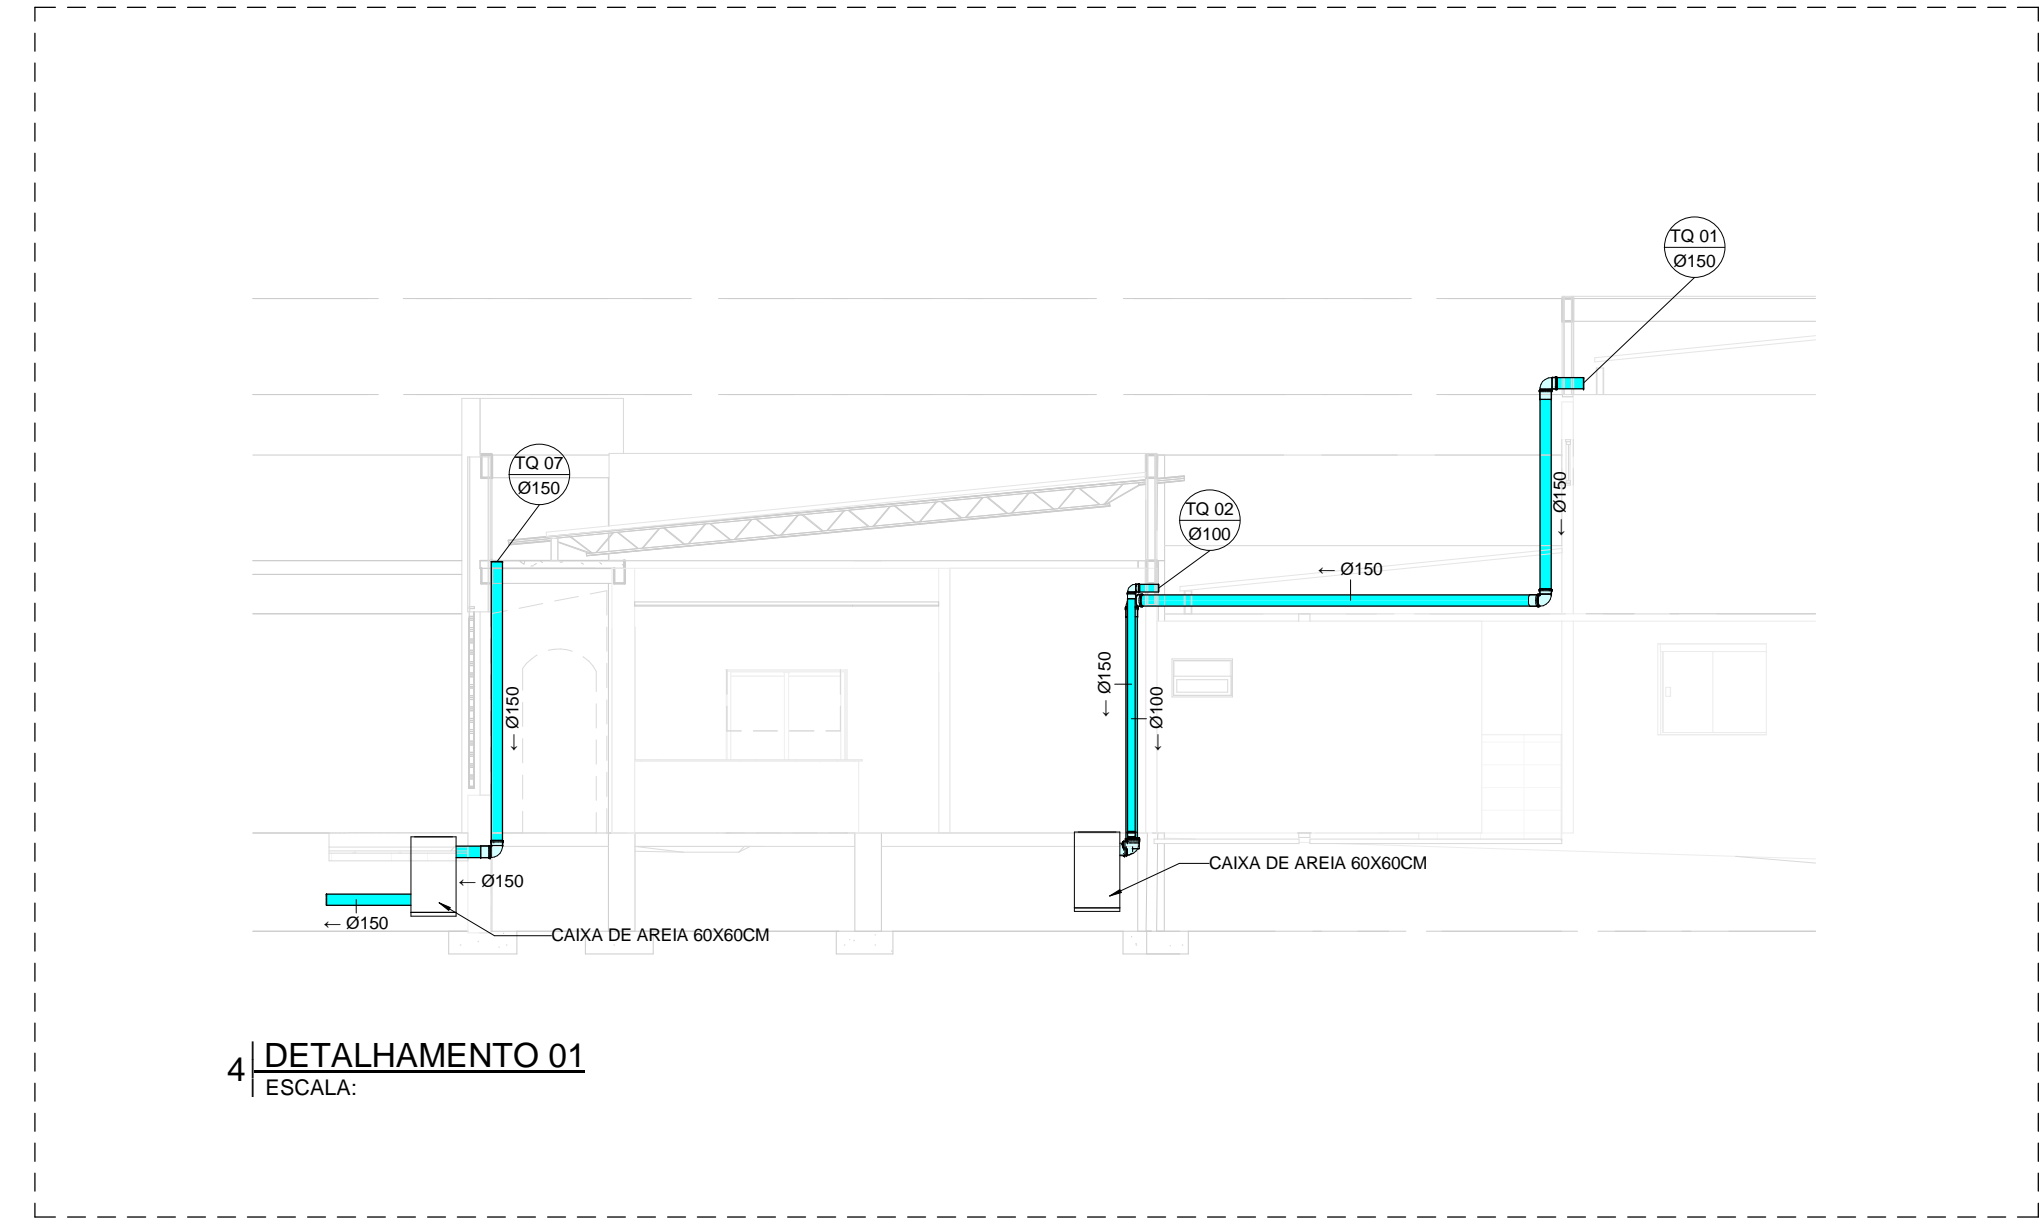 TQ 01
Ø150
TQ 07
Ø150
TQ 02
Ø100
← Ø150
← Ø150
← Ø150
← Ø150
← Ø100
CAIXA DE AREIA 60X60CM
← Ø150
← Ø150
CAIXA DE AREIA 60X60CM
4
DETALHAMENTO 01
ESCALA: